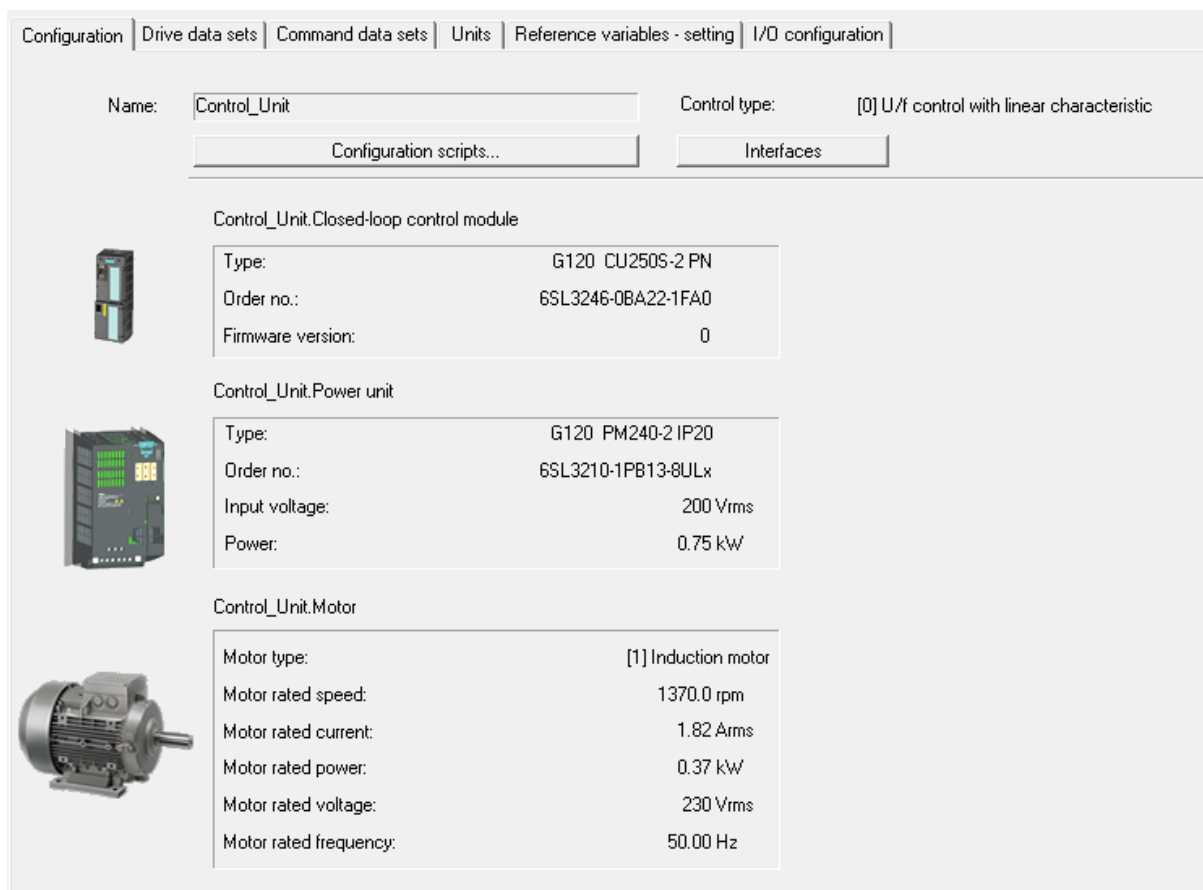 Configuration Drive data sets Command data sets Units Reference variables - setting I/O configuration
Name: Control_Unit Control type: [0] U/f control with linear characteristic
Configuration scripts... Interfaces
Control_Unit.Closed-loop control module
Type: G120 CU250S-2 PN
Order no.: 6SL3246-0BA22-1FA0
Firmware version: 0
Control_Unit.Power unit
Type: G120 PM240-2 IP20
Order no.: 6SL3210-1PB13-8ULx
Input voltage: 200 Vrms
Power: 0.75 kW
Control_Unit.Motor
Motor type: [1] Induction motor
Motor rated speed: 1370.0 rpm
Motor rated current: 1.82 Arms
Motor rated power: 0.37 kW
Motor rated voltage: 230 Vrms
Motor rated frequency: 50.00 Hz